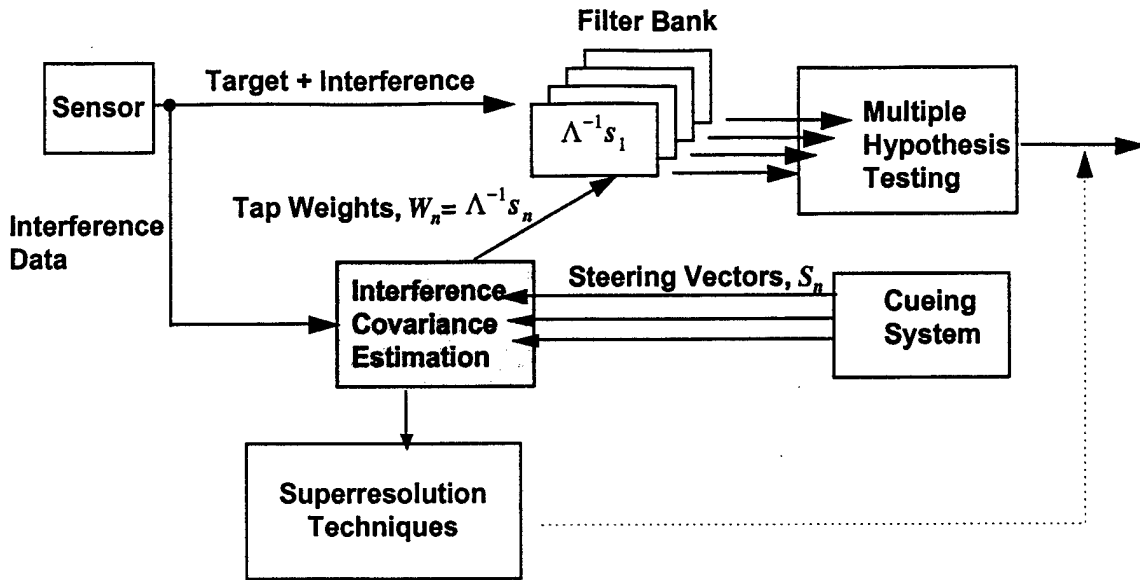 Filter Bank
Sensor
Target + Interference
Λ⁻¹s₁
Multiple
Hypothesis
Testing
Interference
Data
Tap Weights, Wₙ= Λ⁻¹sₙ
Interference
Covariance
Estimation
Steering Vectors, Sₙ
Cueing
System
Superresolution
Techniques